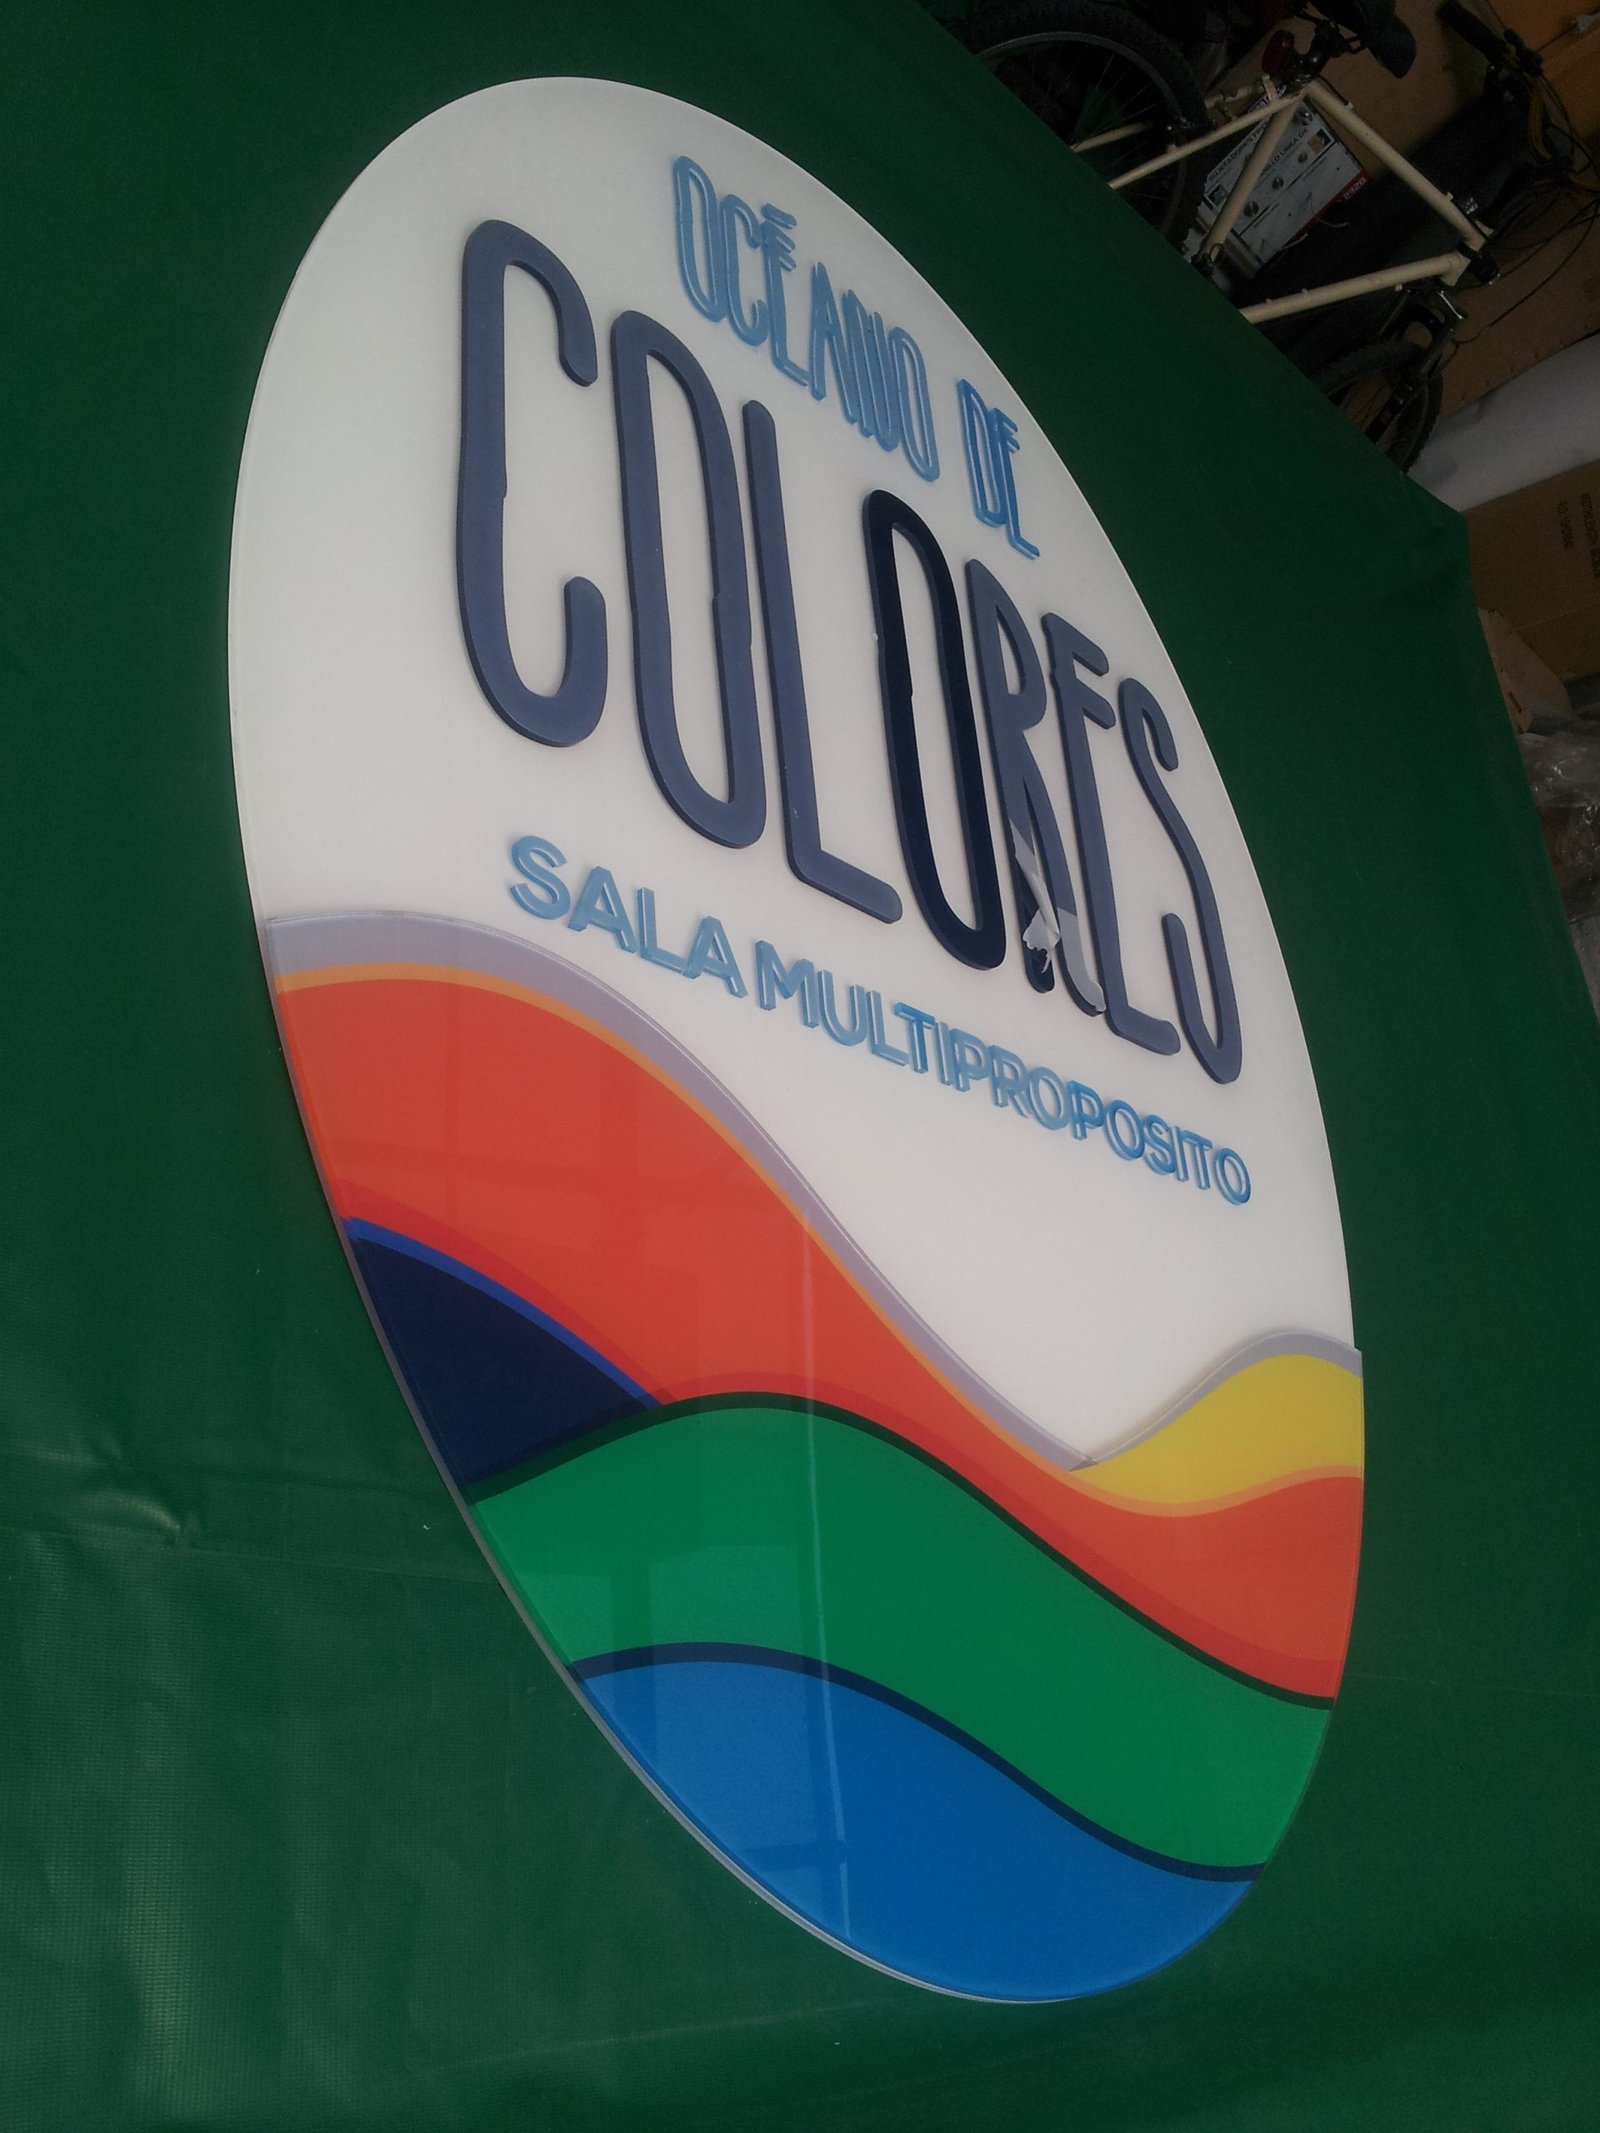 OCÉANO DE
COLORES
SALA MULTIPROPOSITO